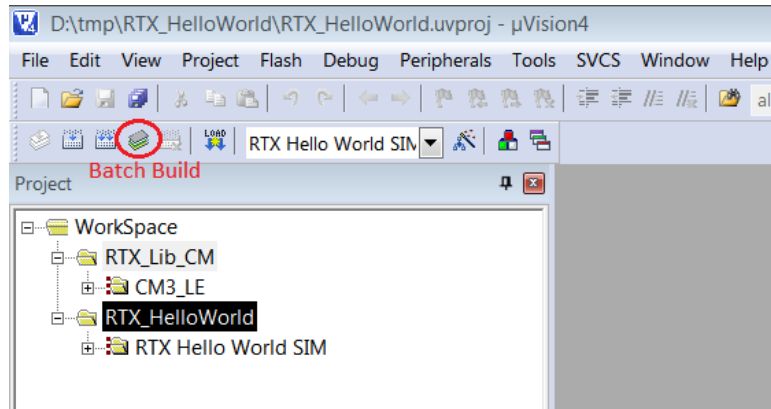 D:\tmp\RTX_HelloWorld\RTX_HelloWorld.uvproj - µVision4
File Edit View Project Flash Debug Peripherals Tools SVCS Window Help
LOAD RTX Hello World SIM
Batch Build
Project
WorkSpace
RTX_Lib_CM
CM3_LE
RTX_HelloWorld
RTX Hello World SIM